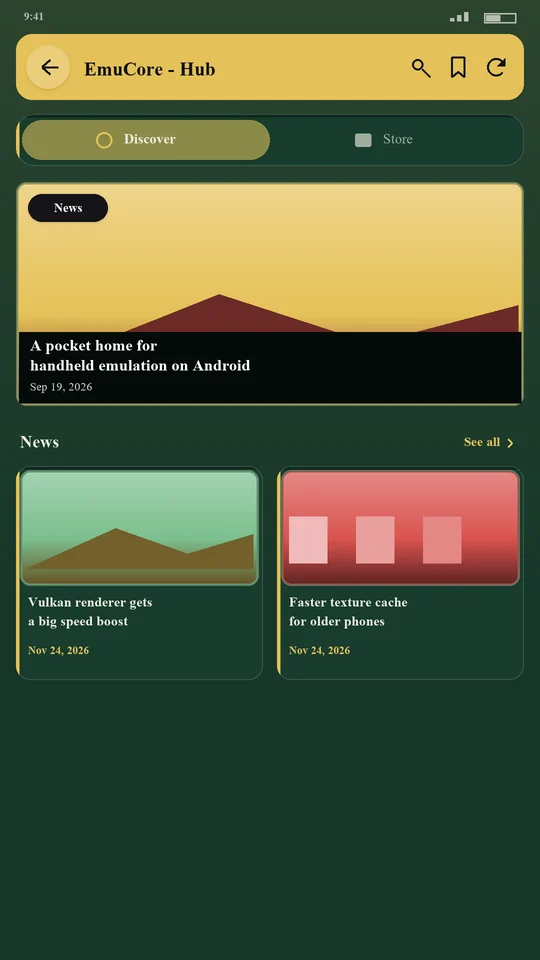 9:41
EmuCore - Hub
Discover
Store
News
A pocket home for
handheld emulation on Android
Sep 19, 2026
News
See all
Vulkan renderer gets
a big speed boost
Nov 24, 2026
Faster texture cache
for older phones
Nov 24, 2026